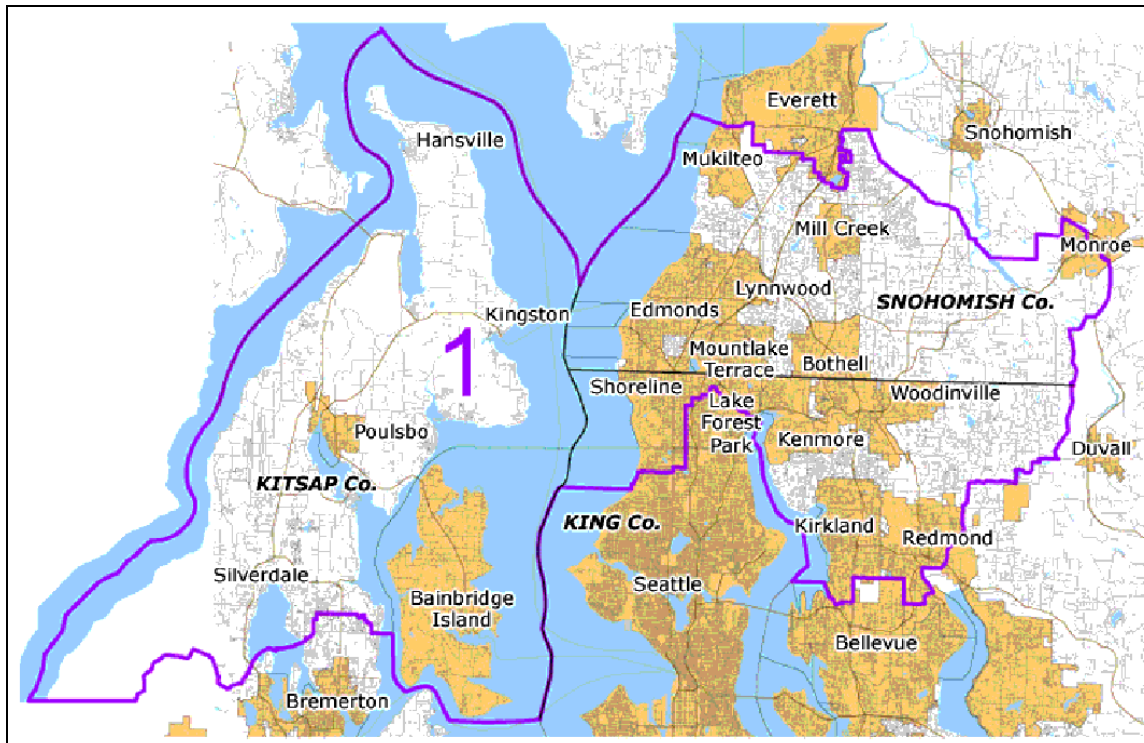 Everett
Snohomish
Hansville
Mukilteo
Mill Creek
Monroe
Lynnwood
SNOHOMISH Co.
Kingston
Edmonds
1
Mountlake
Terrace
Bothell
Shoreline
Woodinville
Lake
Forest
Park
Poulsbo
Kenmore
Duvall
KITSAP Co.
KING Co.
Kirkland
Redmond
Silverdale
Seattle
Bainbridge
Island
Bellevue
Bremerton